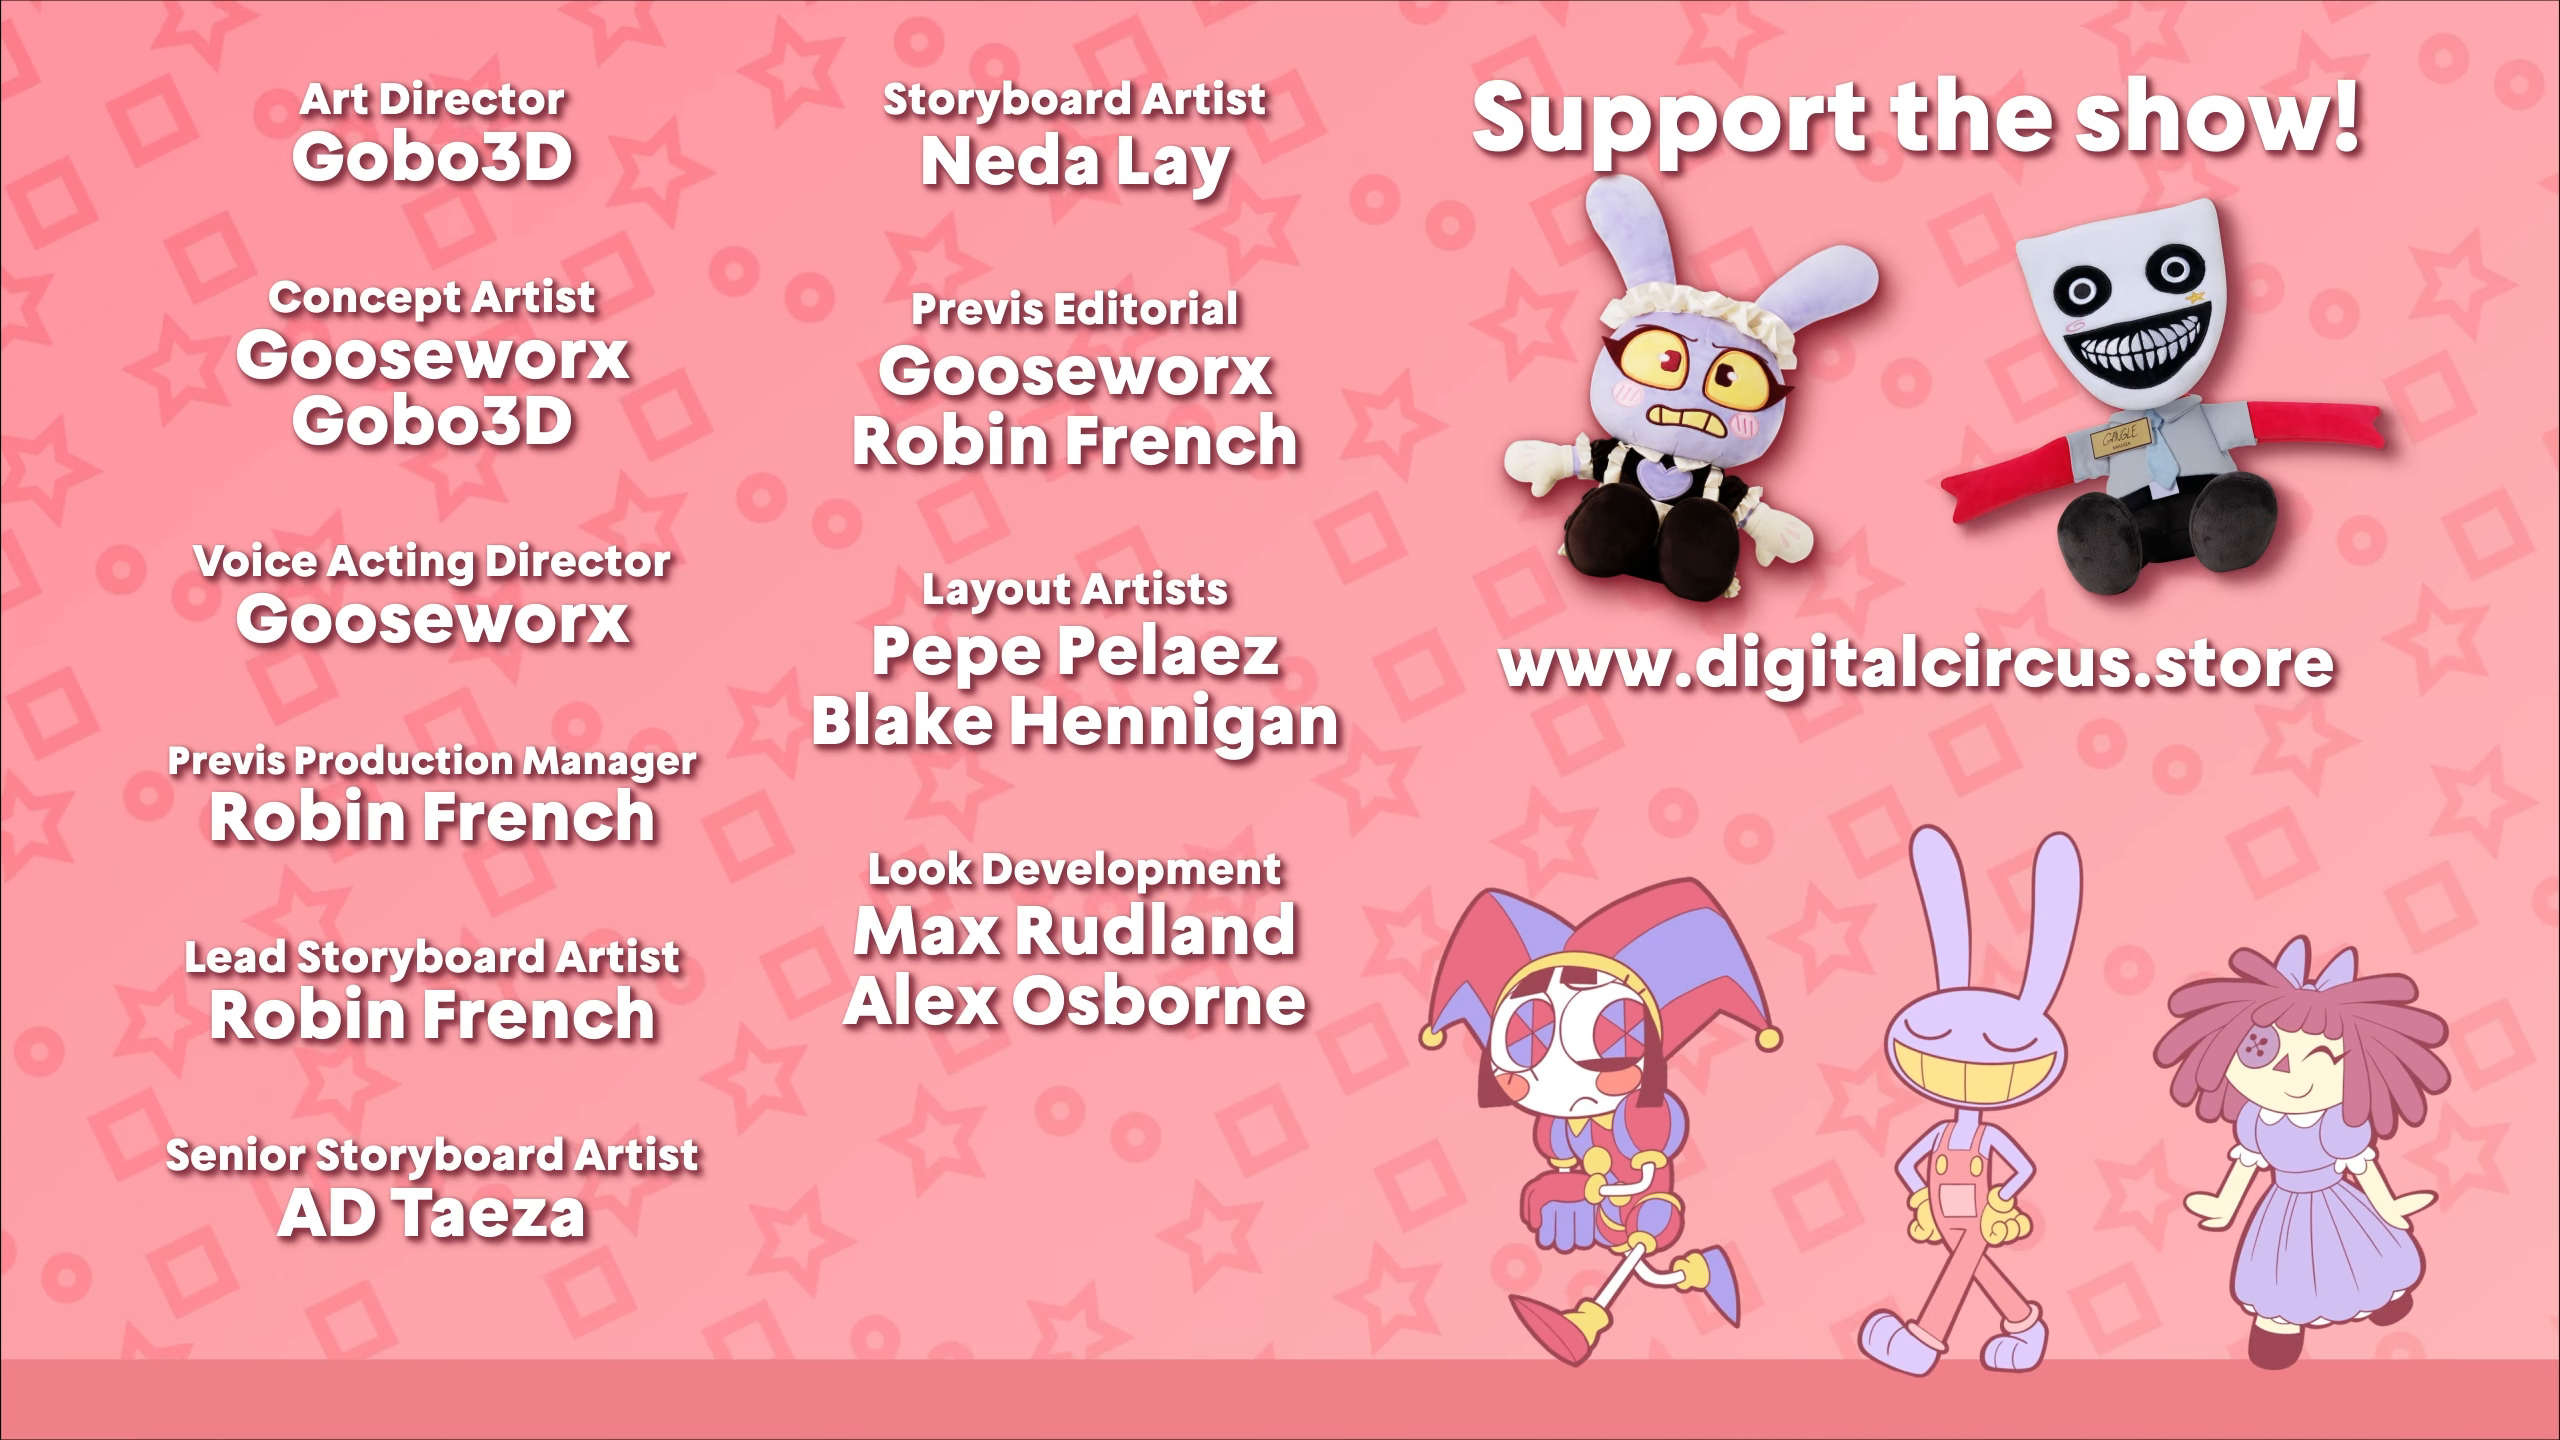 Art Director
Gobo3D
Concept Artist
Gooseworx
Gobo3D
Voice Acting Director
Gooseworx
Previs Production Manager
Robin French
Lead Storyboard Artist
Robin French
Senior Storyboard Artist
AD Taeza
Storyboard Artist
Neda Lay
Previs Editorial
Gooseworx
Robin French
Layout Artists
Pepe Pelaez
Blake Hennigan
Look Development
Max Rudland
Alex Osborne
Support the show!
GANGLE
MANAGER
www.digitalcircus.store